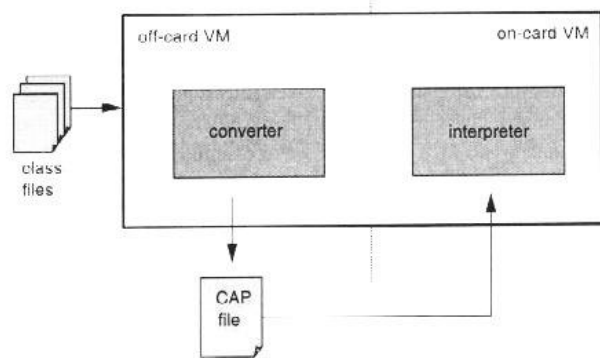 off-card VM
on-card VM
converter
interpreter
class
files
CAP
file